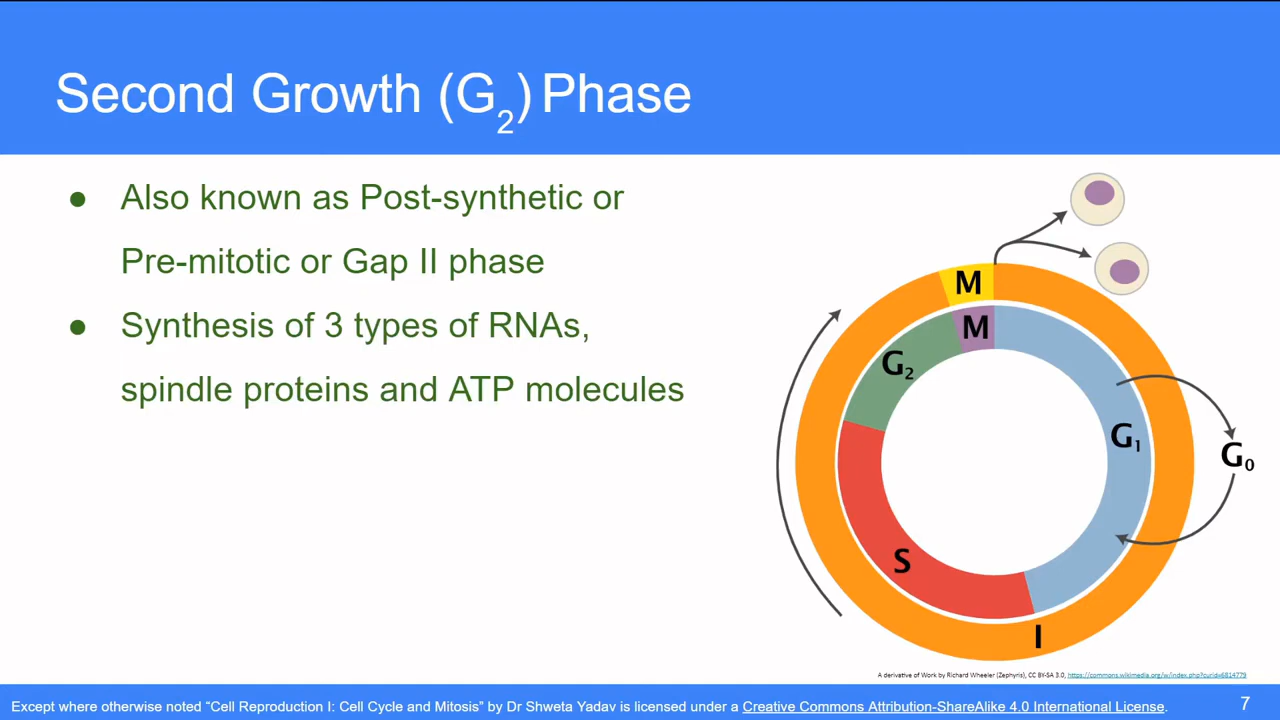 Second Growth (G₂) Phase
● Also known as Post-synthetic or
Pre-mitotic or Gap II phase
● Synthesis of 3 types of RNAs,
spindle proteins and ATP molecules
M
M
G₂
G₁
G₀
S
I
A derivative of Work by Richard Wheeler (Zephyris), CC BY-SA 3.0, https://commons.wikimedia.org/w/index.php?curid=6814779
Except where otherwise noted “Cell Reproduction I: Cell Cycle and Mitosis” by Dr Shweta Yadav is licensed under a Creative Commons Attribution-ShareAlike 4.0 International License.
7